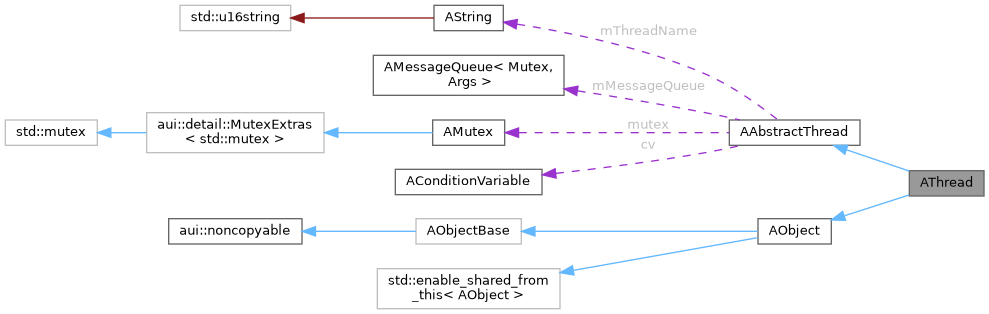 std::u16string
AString
mThreadName
AMessageQueue< Mutex,
Args >
mMessageQueue
std::mutex
aui::detail::MutexExtras
< std::mutex >
AMutex
mutex
cv
AAbstractThread
AConditionVariable
AThread
aui::noncopyable
AObjectBase
AObject
std::enable_shared_from
_this< AObject >